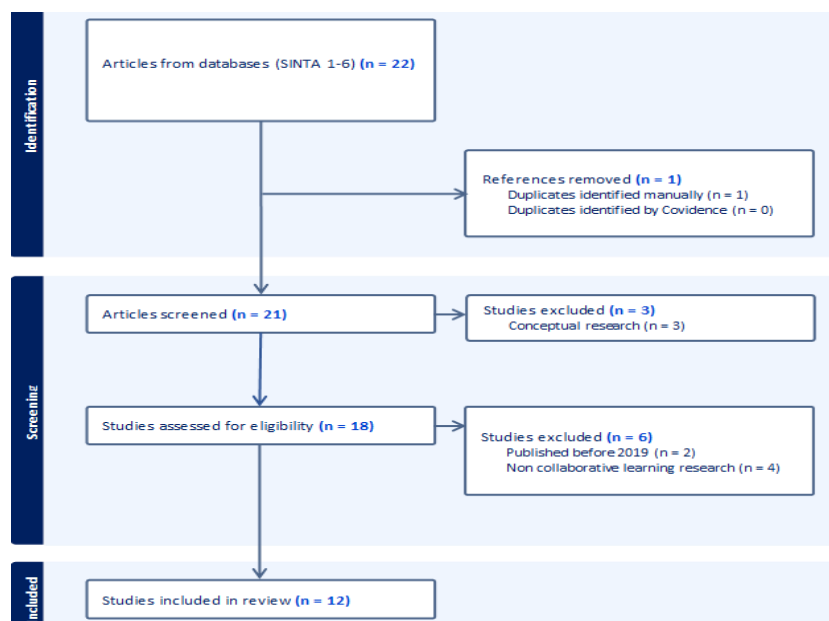 Identification
Articles from databases (SINTA 1-6) (n = 22)
References removed (n = 1)
Duplicates identified manually (n = 1)
Duplicates identified by Covidence (n = 0)
Screening
Articles screened (n = 21)
Studies excluded (n = 3)
Conceptual research (n = 3)
Studies assessed for eligibility (n = 18)
Studies excluded (n = 6)
Published before 2019 (n = 2)
Non collaborative learning research (n = 4)
ncluded
Studies included in review (n = 12)